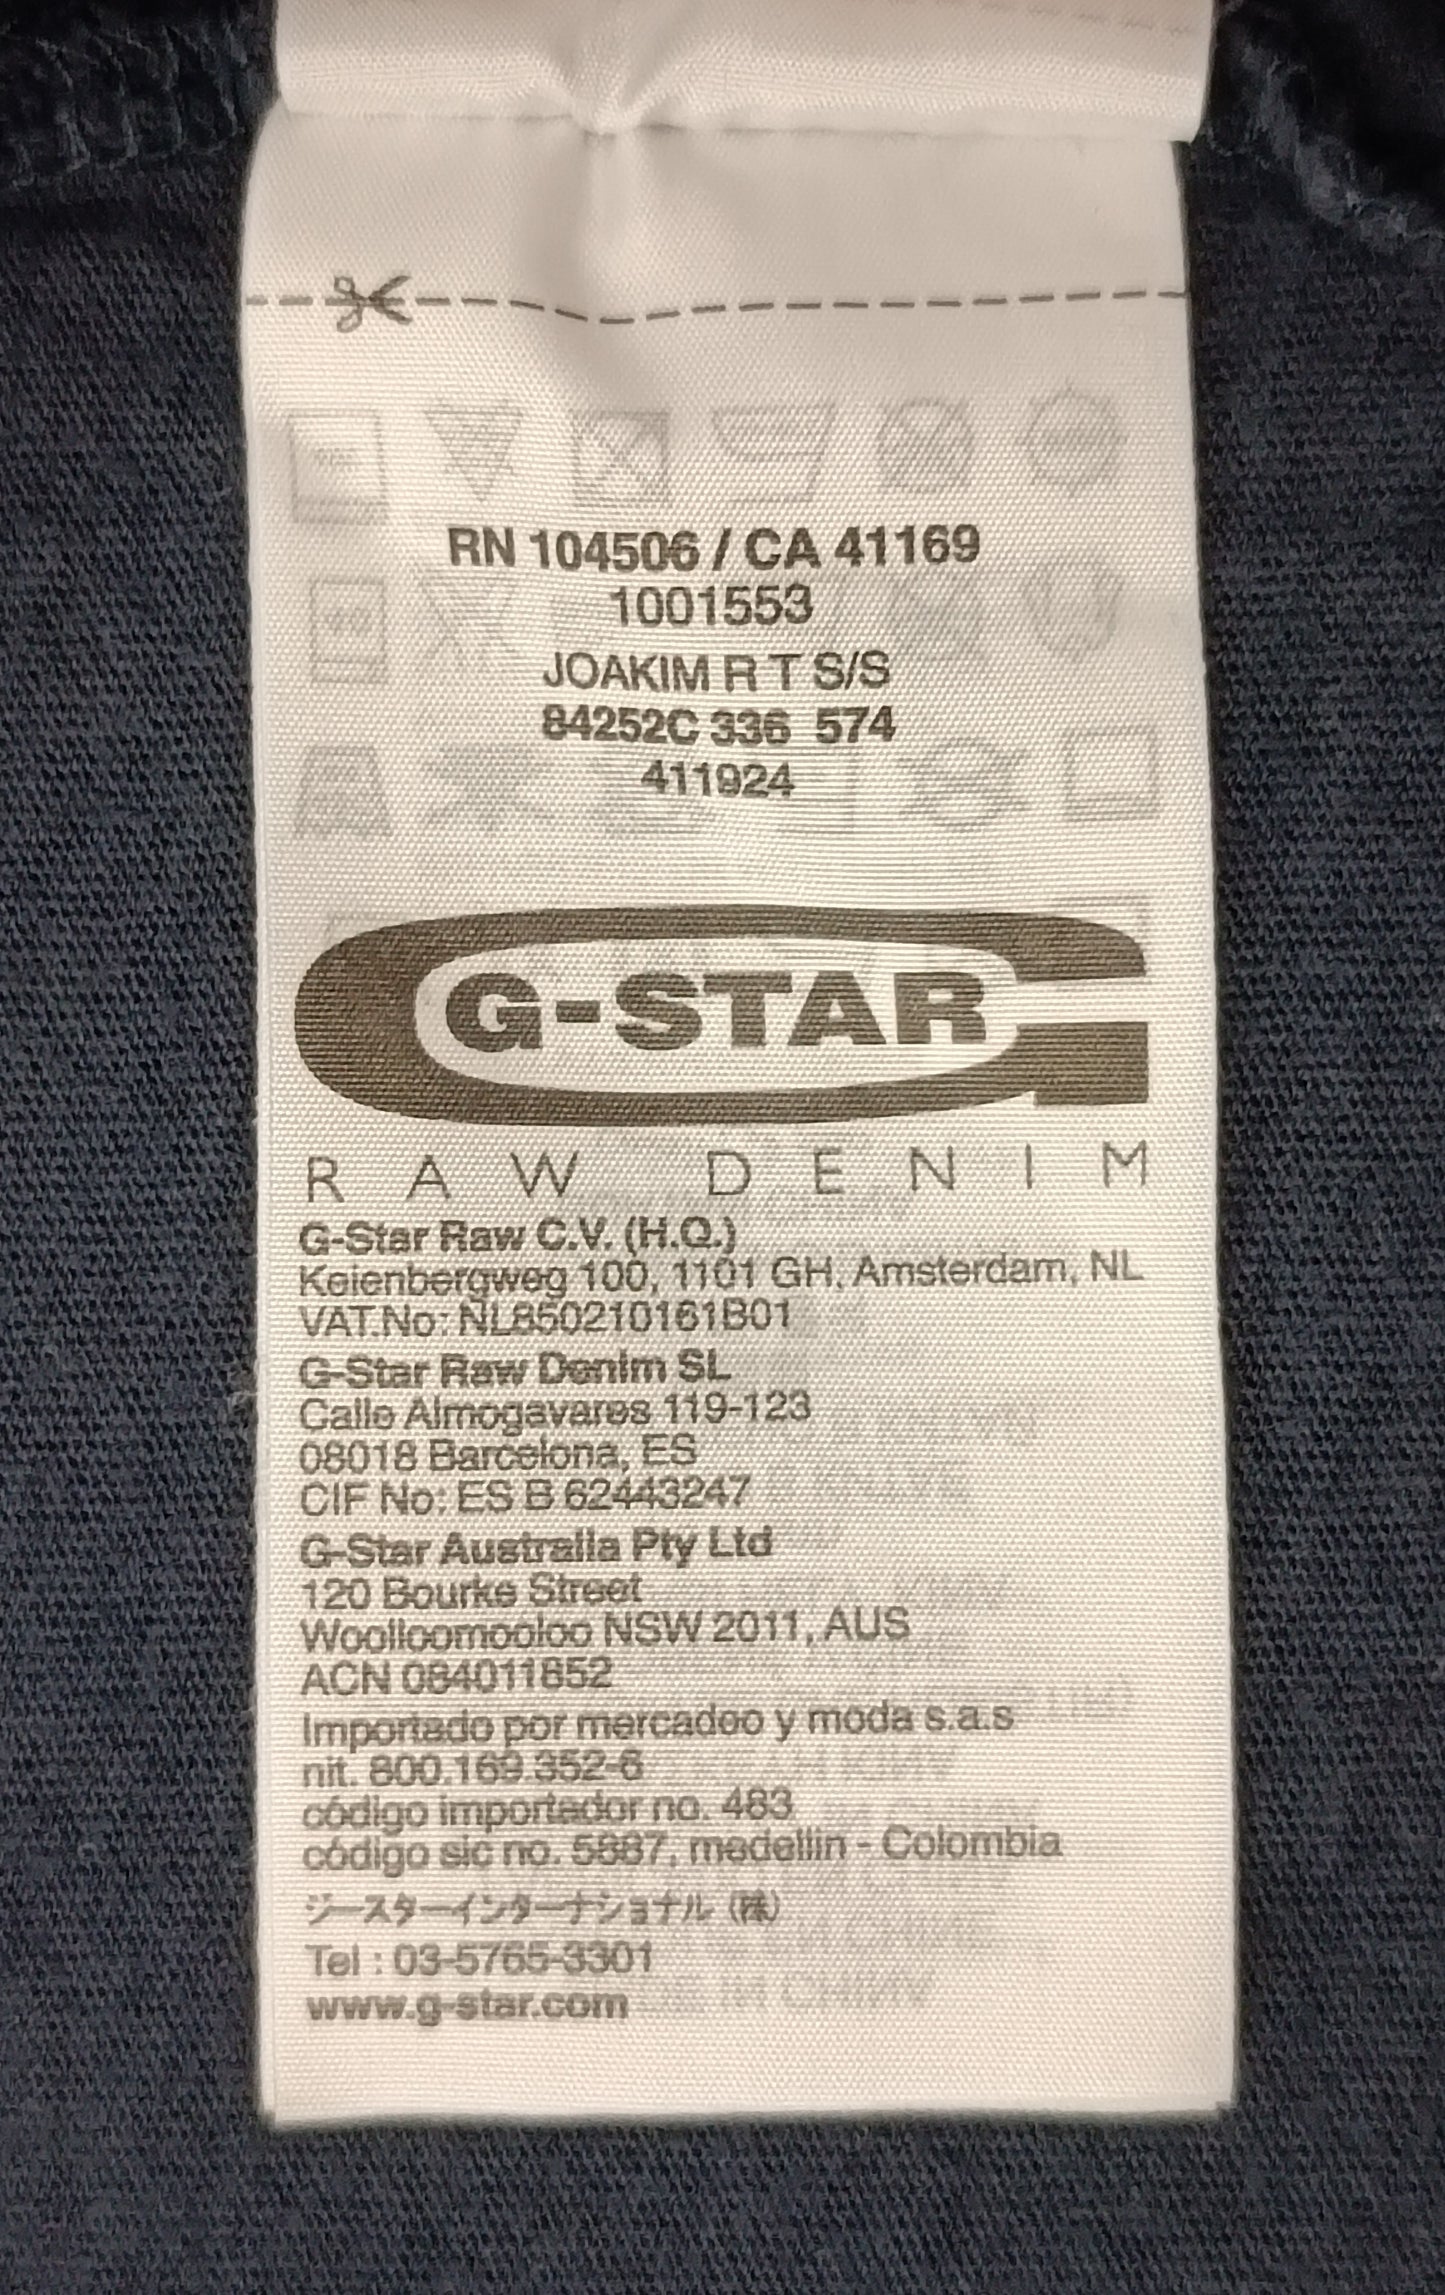 RN 104506 / CA 41169
1001553
JOAKIM R T S/S
84252C 336 574
411924
G-STAR
RAW DENIM
G-Star Raw C.V. (H.Q.)
Keienbergweg 100, 1101 GH, Amsterdam, NL
VAT.No: NL850210161B01
G-Star Raw Denim SL
Calle Almogavares 119-123
08018 Barcelona, ES
CIF No: ES B 62443247
G-Star Australia Pty Ltd
120 Bourke Street
Woolloomooloo NSW 2011, AUS
ACN 084011852
Importado por mercadeo y moda s.a.s
nit. 800.169.352-6
código importador no. 483
código sic no. 5887, medellin - Colombia
ジースターインターナショナル (株)
Tel : 03-5765-3301
www.g-star.com